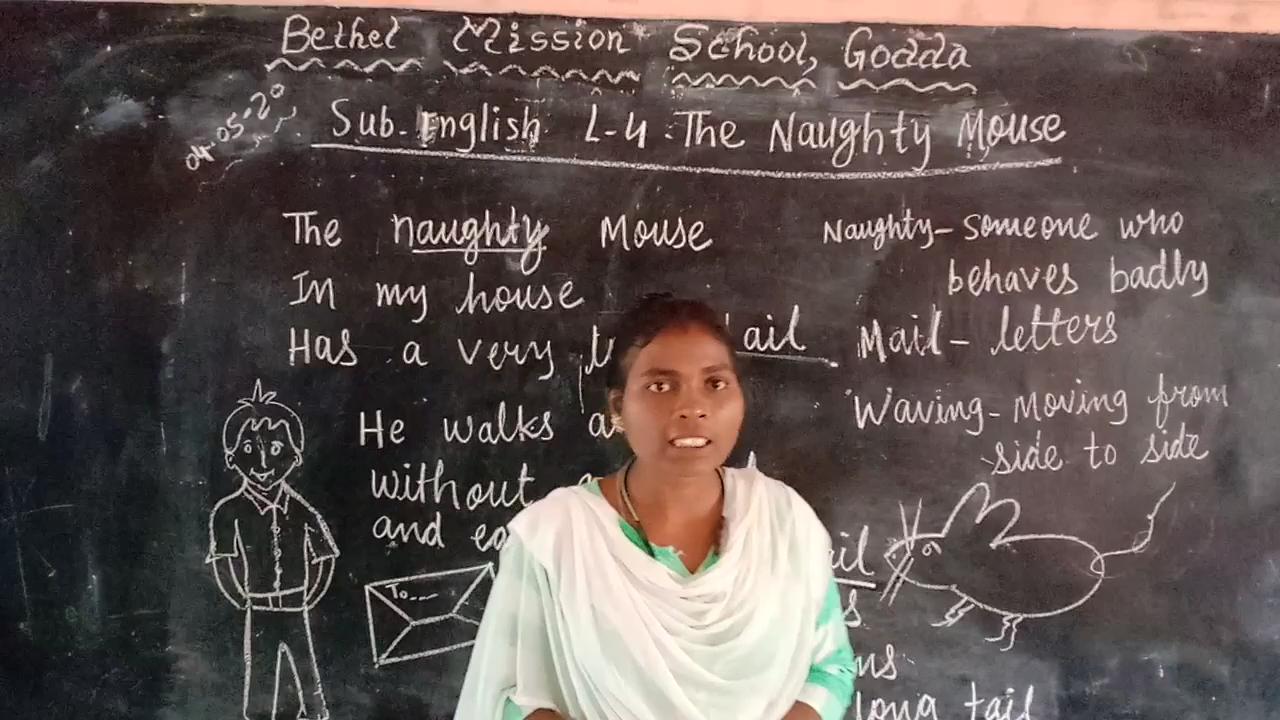 Bethel Mission School, Godda
04-05-20
Sub. English L-4 The Naughty Mouse
The naughty Mouse
In my house
Has a very tail
He walks
without
and
To---
long tail
Naughty- Someone who
behaves badly
Mail- letters
Waving- Moving from
side to side